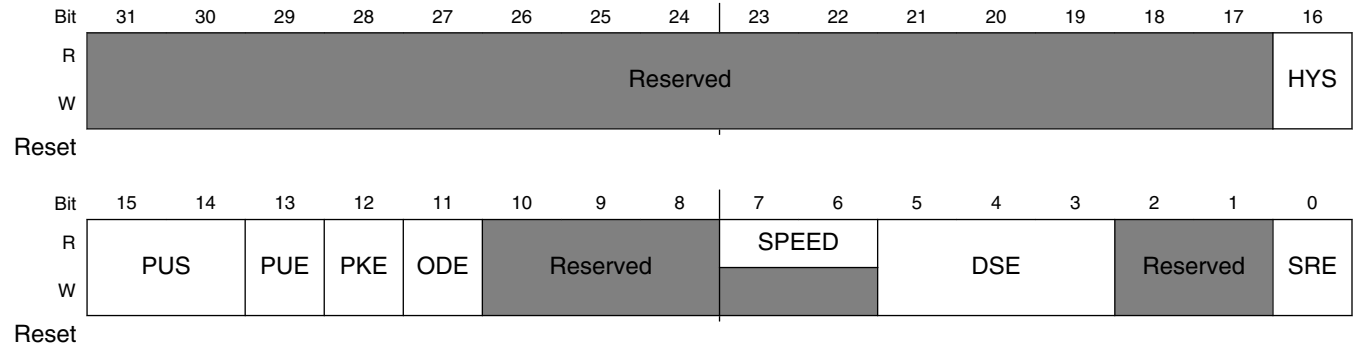 Bit 31 30 29 28 27 26 25 24 23 22 21 20 19 18 17 16
R
Reserved HYS
W
Reset
Bit 15 14 13 12 11 10 9 8 7 6 5 4 3 2 1 0
R SPEED
PUS PUE PKE ODE Reserved DSE Reserved SRE
W
Reset